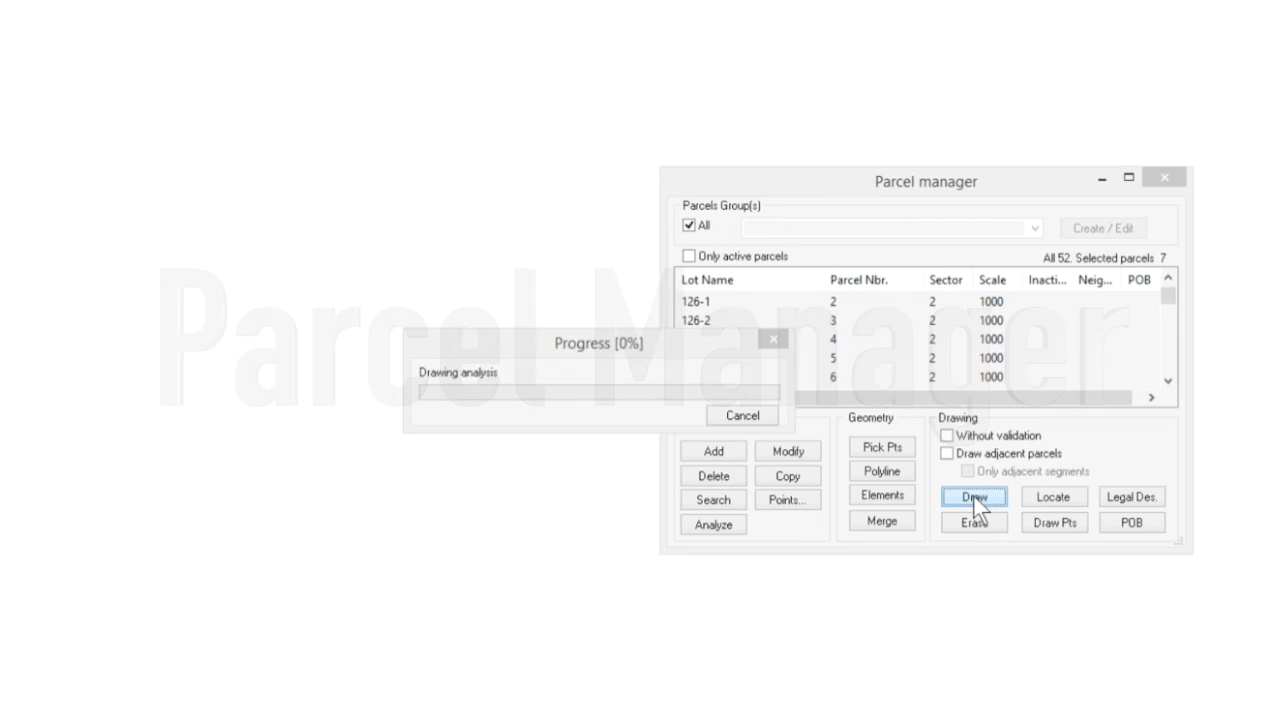 Parcel Manager
Parcel manager
Parcels Group(s)
All
Create / Edit
Only active parcels
All 52. Selected parcels 7
Lot Name Parcel Nbr. Sector Scale Inacti... Neig... POB
126-1 2 2 1000
126-2 3 2 1000
4 2 1000
5 2 1000
6 2 1000
Progress [0%]
Drawing analysis
Cancel
Geometry
Drawing
Without validation
Draw adjacent parcels
Only adjacent segments
Add Modify
Delete Copy
Search Points...
Analyze
Pick Pts
Polyline
Elements
Merge
Draw Locate Legal Des.
Erase Draw Pts POB